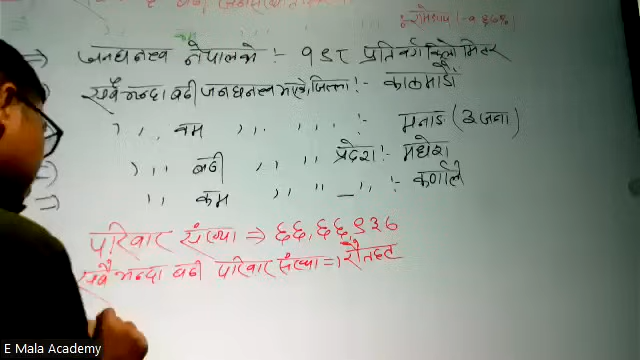 जनघनत्व नेपालको :- १९८ प्रतिवर्ग किलो मिटर
सबै भन्दा बढी जनघनत्व भएको जिल्ला :- काठमाडौं
" " कम " " " :- मनाङ (३ जना)
" " बढी " " प्रदेश :- मधेश
" " कम " " " :- कर्णाली
परिवार संख्या ⇒ ६६,६६,९३७
सबै भन्दा बढी परिवार संख्या ⇒ रौतहट
E Mala Academy